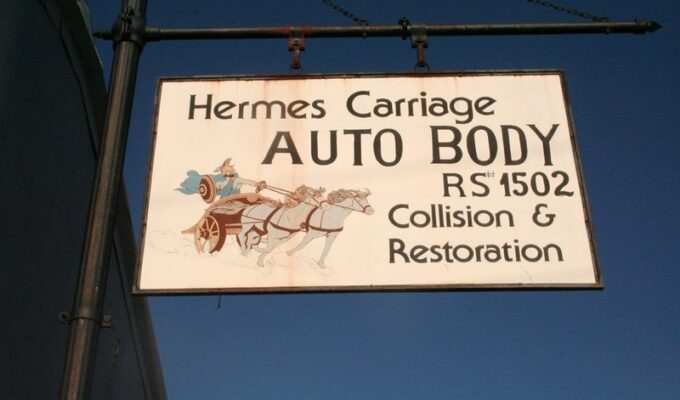 Hermes Carriage
AUTO BODY
RS# 1502
Collision &
Restoration